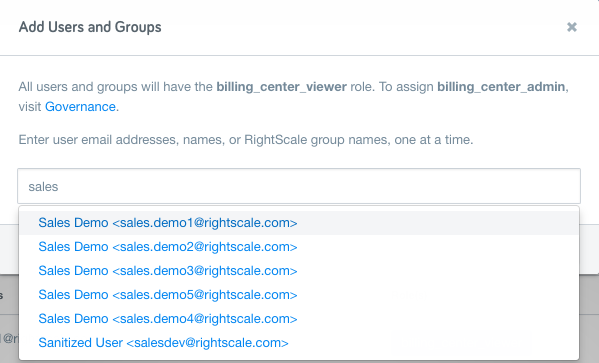 Add Users and Groups
×
All users and groups will have the billing_center_viewer role. To assign billing_center_admin,
visit Governance.
Enter user email addresses, names, or RightScale group names, one at a time.
sales
Sales Demo <sales.demo1@rightscale.com>
Sales Demo <sales.demo2@rightscale.com>
Sales Demo <sales.demo3@rightscale.com>
Sales Demo <sales.demo5@rightscale.com>
Sales Demo <sales.demo4@rightscale.com>
Sanitized User <salesdev@rightscale.com>